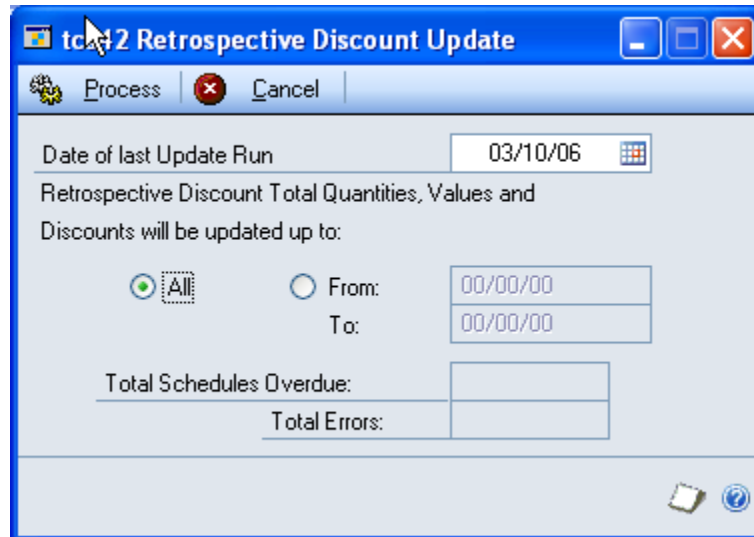 Retrospective Discount Update
Process Cancel
Date of last Update Run 03/10/06
Retrospective Discount Total Quantities, Values and
Discounts will be updated up to:
All From: 00/00/00
To: 00/00/00
Total Schedules Overdue:
Total Errors: